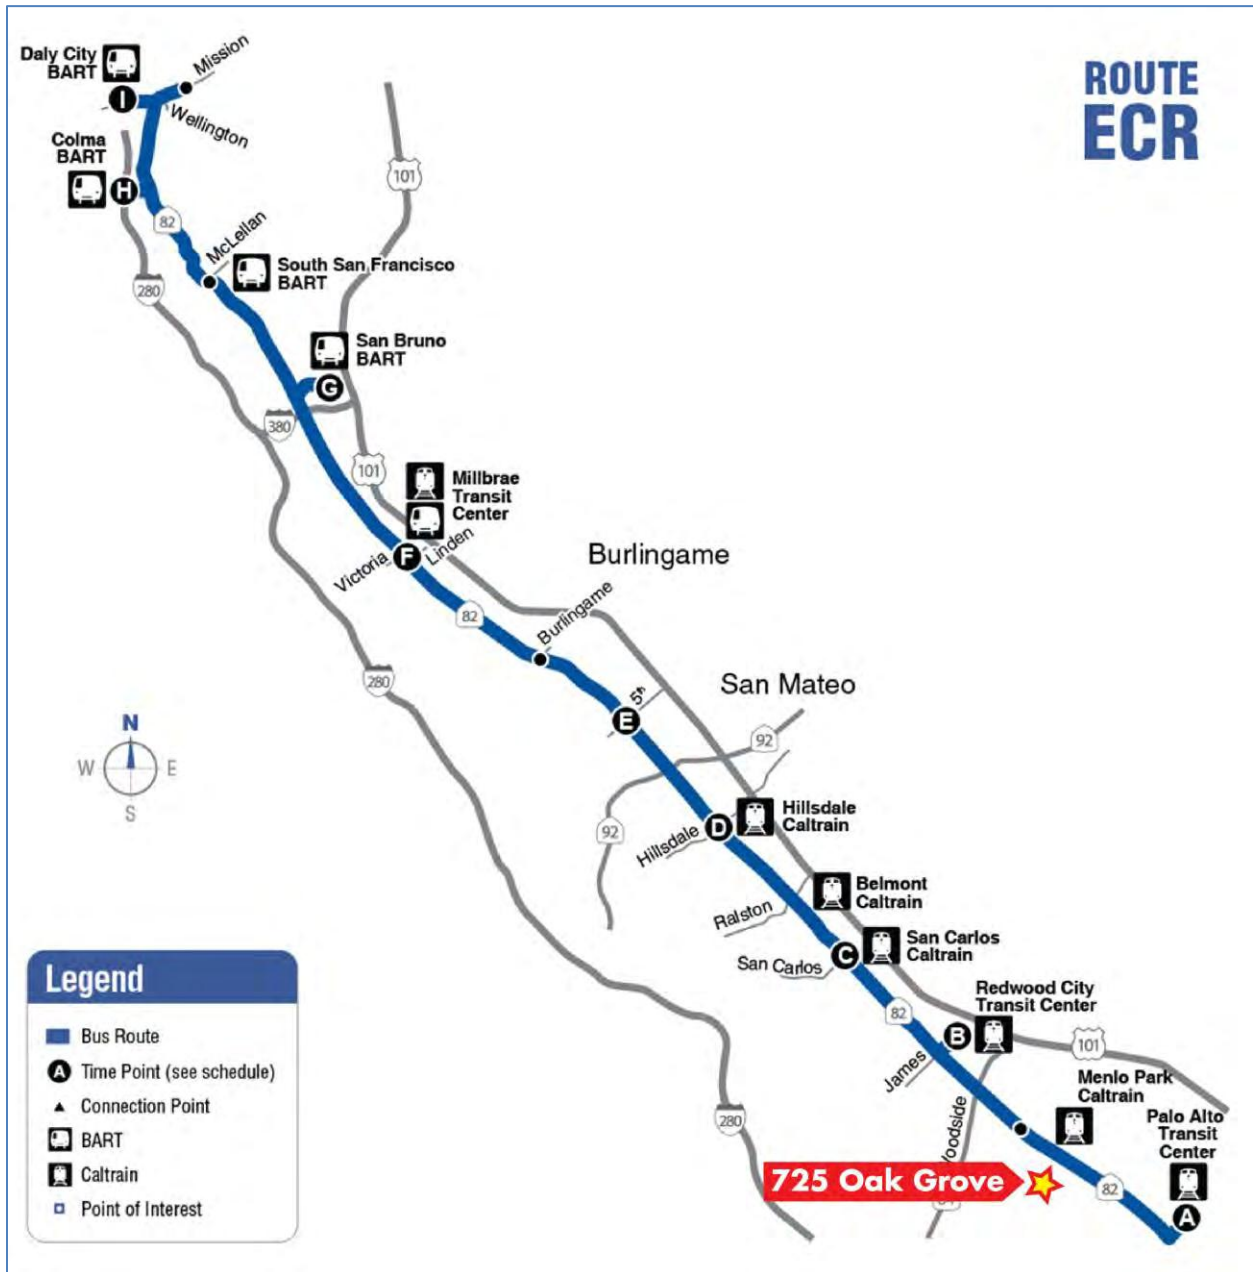 ROUTE
ECR
Daly City
BART
I
Mission
Wellington
Colma
BART
H
82
101
McLellan
South San Francisco
BART
280
San Bruno
BART
G
380
101
Millbrae
Transit
Center
Victoria
F
Linden
82
Burlingame
Burlingame
280
San Mateo
5th
E
92
N
W
E
S
92
Hillsdale
D
Hillsdale
Caltrain
Ralston
Belmont
Caltrain
San Carlos
C
San Carlos
Caltrain
82
Redwood City
Transit Center
B
James
101
Menlo Park
Caltrain
280
oodside
Palo Alto
Transit
Center
725 Oak Grove
82
A
Legend
Bus Route
A Time Point (see schedule)
Connection Point
BART
Caltrain
Point of Interest